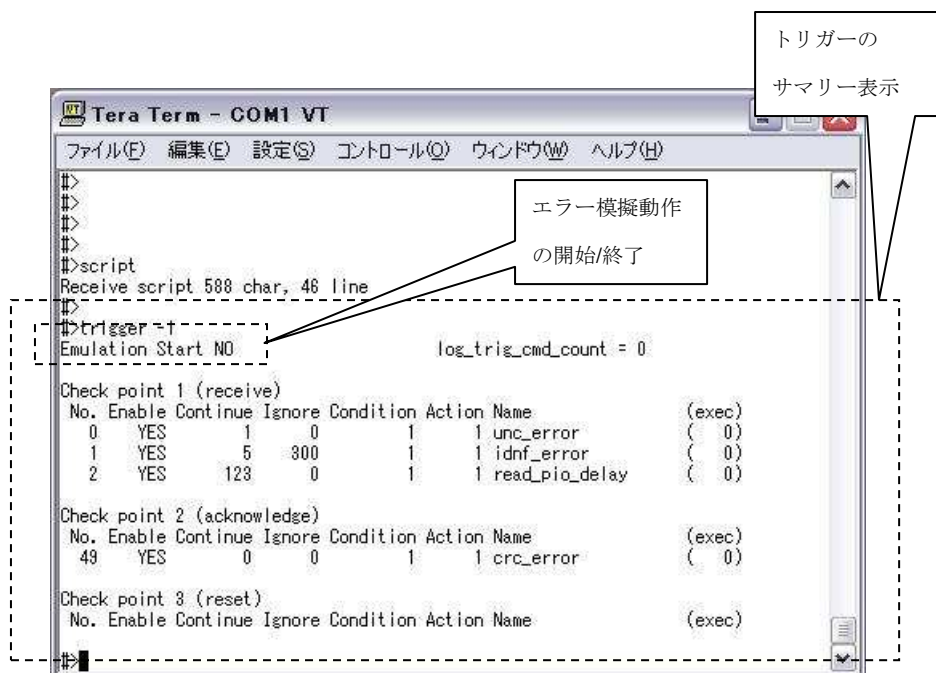 トリガーの
サマリー表示
Tera Term - COM1 VT
ファイル(F) 編集(E) 設定(S) コントロール(O) ウィンドウ(W) ヘルプ(H)
#>
#>
#>
#>
エラー模擬動作
の開始/終了
#>script
Receive script 588 char, 46 line
#>
#>trigger -1
Emulation Start NO log_trig_cmd_count = 0
Check point 1 (receive)
No. Enable Continue Ignore Condition Action Name (exec)
0 YES 1 0 1 1 unc_error ( 0)
1 YES 5 300 1 1 idnf_error ( 0)
2 YES 123 0 1 1 read_pio_delay ( 0)
Check point 2 (acknowledge)
No. Enable Continue Ignore Condition Action Name (exec)
49 YES 0 0 1 1 crc_error ( 0)
Check point 3 (reset)
No. Enable Continue Ignore Condition Action Name (exec)
#>